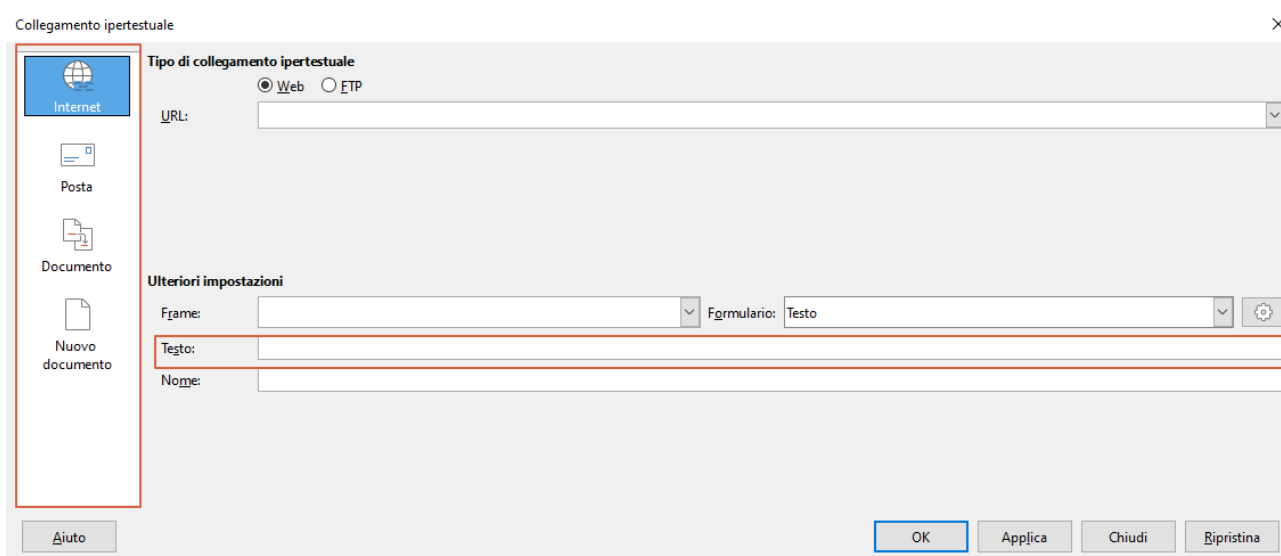 Collegamento ipertestuale
Internet
Posta
Documento
Nuovo
documento
Tipo di collegamento ipertestuale
Web FTP
URL:
Ulteriori impostazioni
Frame: Formulario: Testo
Testo:
Nome:
Aiuto OK Applica Chiudi Ripristina